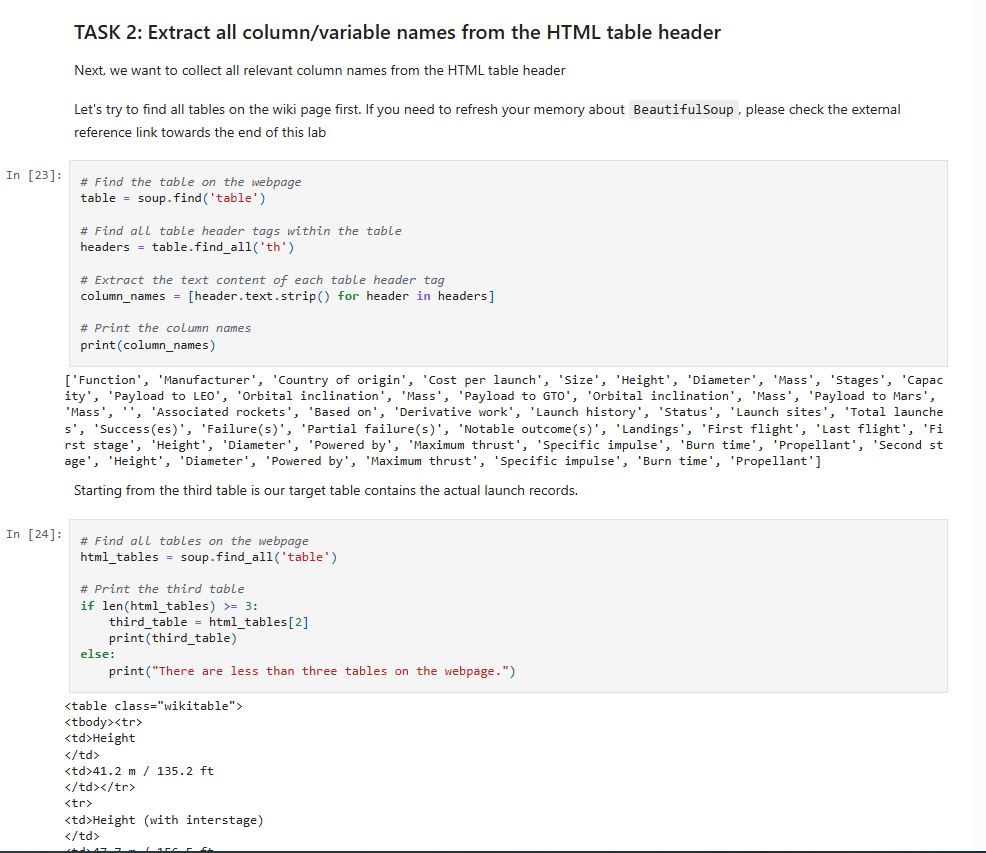 TASK 2: Extract all column/variable names from the HTML table header
Next, we want to collect all relevant column names from the HTML table header
Let's try to find all tables on the wiki page first. If you need to refresh your memory about BeautifulSoup , please check the external
reference link towards the end of this lab
In [23]:
# Find the table on the webpage
table = soup.find('table')
# Find all table header tags within the table
headers = table.find_all('th')
# Extract the text content of each table header tag
column_names = [header.text.strip() for header in headers]
# Print the column names
print(column_names)
['Function', 'Manufacturer', 'Country of origin', 'Cost per launch', 'Size', 'Height', 'Diameter', 'Mass', 'Stages', 'Capac
ity', 'Payload to LEO', 'Orbital inclination', 'Mass', 'Payload to GTO', 'Orbital inclination', 'Mass', 'Payload to Mars',
'Mass', '', 'Associated rockets', 'Based on', 'Derivative work', 'Launch history', 'Status', 'Launch sites', 'Total launche
s', 'Success(es)', 'Failure(s)', 'Partial failure(s)', 'Notable outcome(s)', 'Landings', 'First flight', 'Last flight', 'Fi
rst stage', 'Height', 'Diameter', 'Powered by', 'Maximum thrust', 'Specific impulse', 'Burn time', 'Propellant', 'Second st
age', 'Height', 'Diameter', 'Powered by', 'Maximum thrust', 'Specific impulse', 'Burn time', 'Propellant']
Starting from the third table is our target table contains the actual launch records.
In [24]:
# Find all tables on the webpage
html_tables = soup.find_all('table')
# Print the third table
if len(html_tables) >= 3:
    third_table = html_tables[2]
    print(third_table)
else:
    print("There are less than three tables on the webpage.")
<table class="wikitable">
<tbody><tr>
<td>Height
</td>
<td>41.2 m / 135.2 ft
</td></tr>
<tr>
<td>Height (with interstage)
</td>